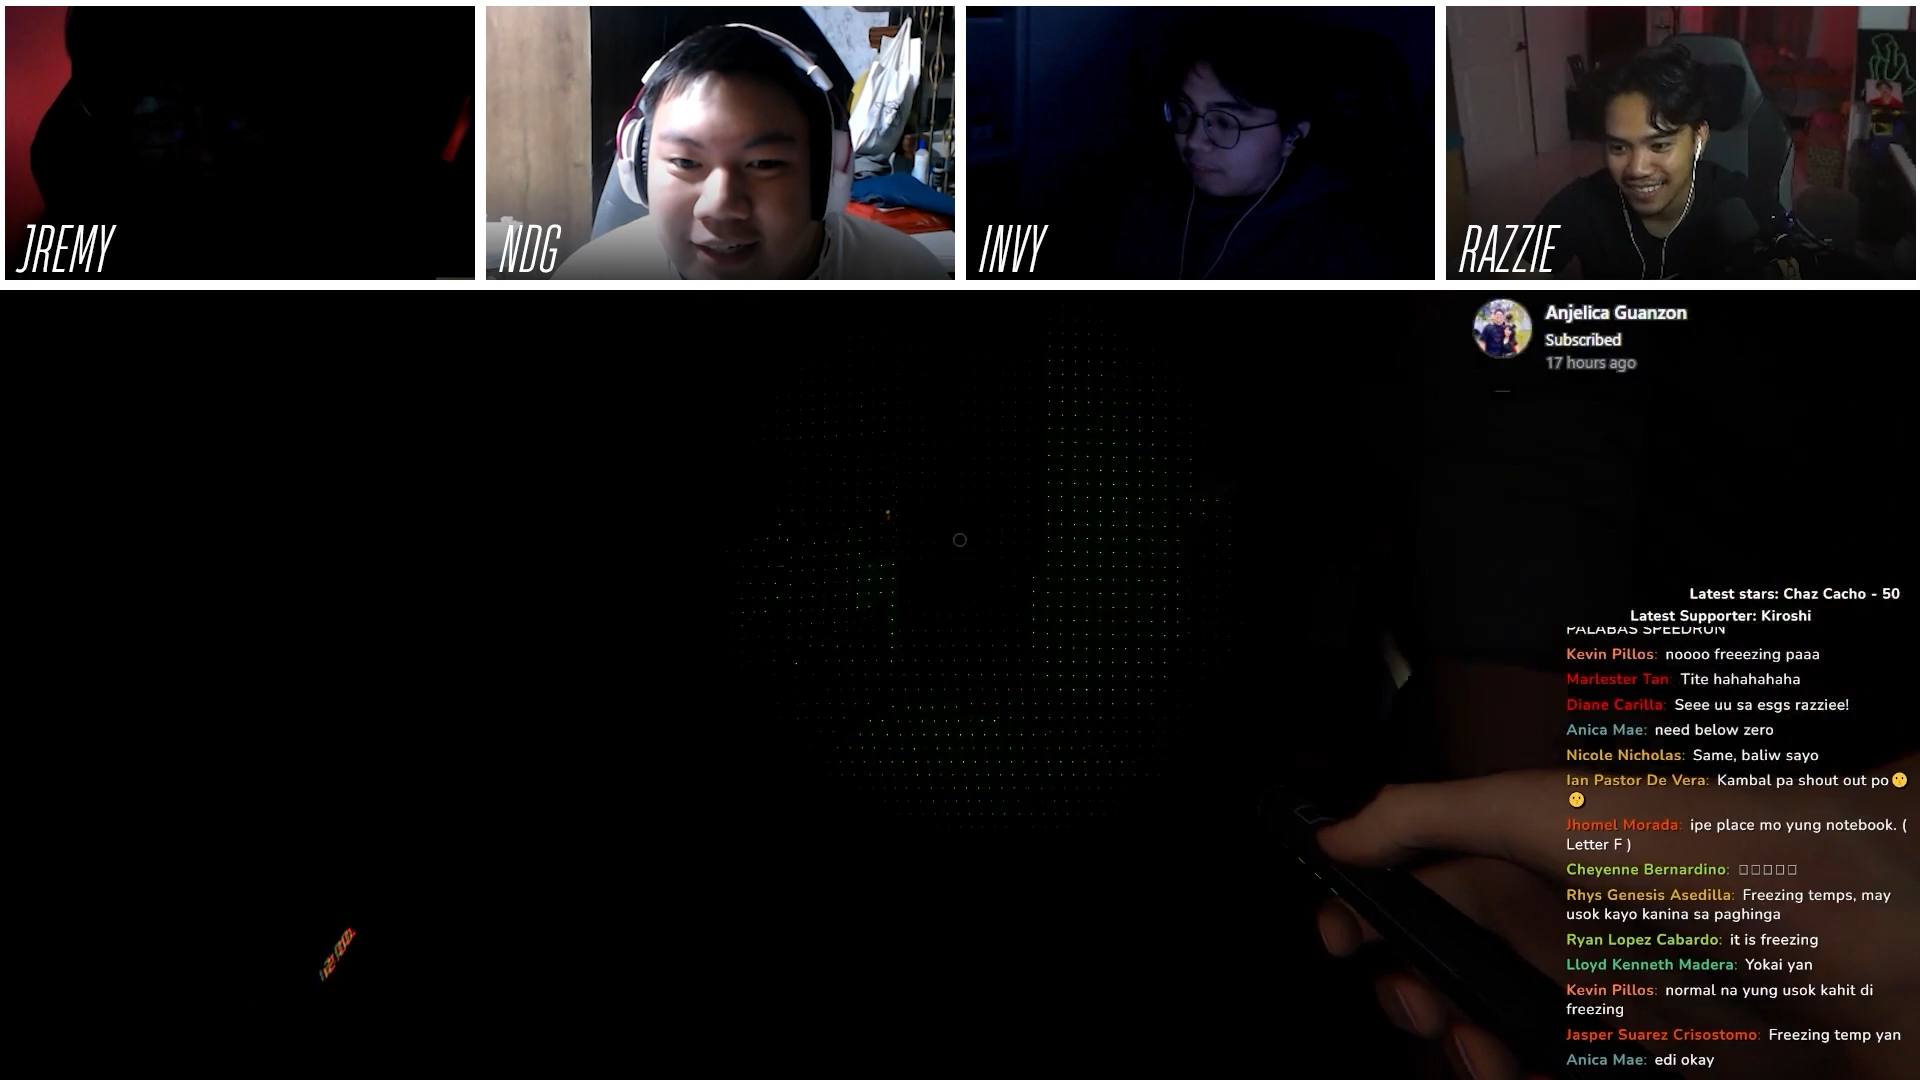 JREMY
NDG
INVY
RAZZIE
Anjelica Guanzon
Subscribed
17 hours ago
Latest stars: Chaz Cacho - 50
Latest Supporter: Kiroshi
PALABAS SPEEDRUN
Kevin Pillos: noooo freeezing paaa
Marlester Tan: Tite hahahahaha
Diane Carilla: Seee uu sa esgs razziee!
Anica Mae: need below zero
Nicole Nicholas: Same, baliw sayo
Ian Pastor De Vera: Kambal pa shout out po😶
😶
Jhomel Morada: ipe place mo yung notebook. (
Letter F )
Cheyenne Bernardino: □□□□□
Rhys Genesis Asedilla: Freezing temps, may
usok kayo kanina sa paghinga
Ryan Lopez Cabardo: it is freezing
Lloyd Kenneth Madera: Yokai yan
Kevin Pillos: normal na yung usok kahit di
freezing
Jasper Suarez Crisostomo: Freezing temp yan
Anica Mae: edi okay